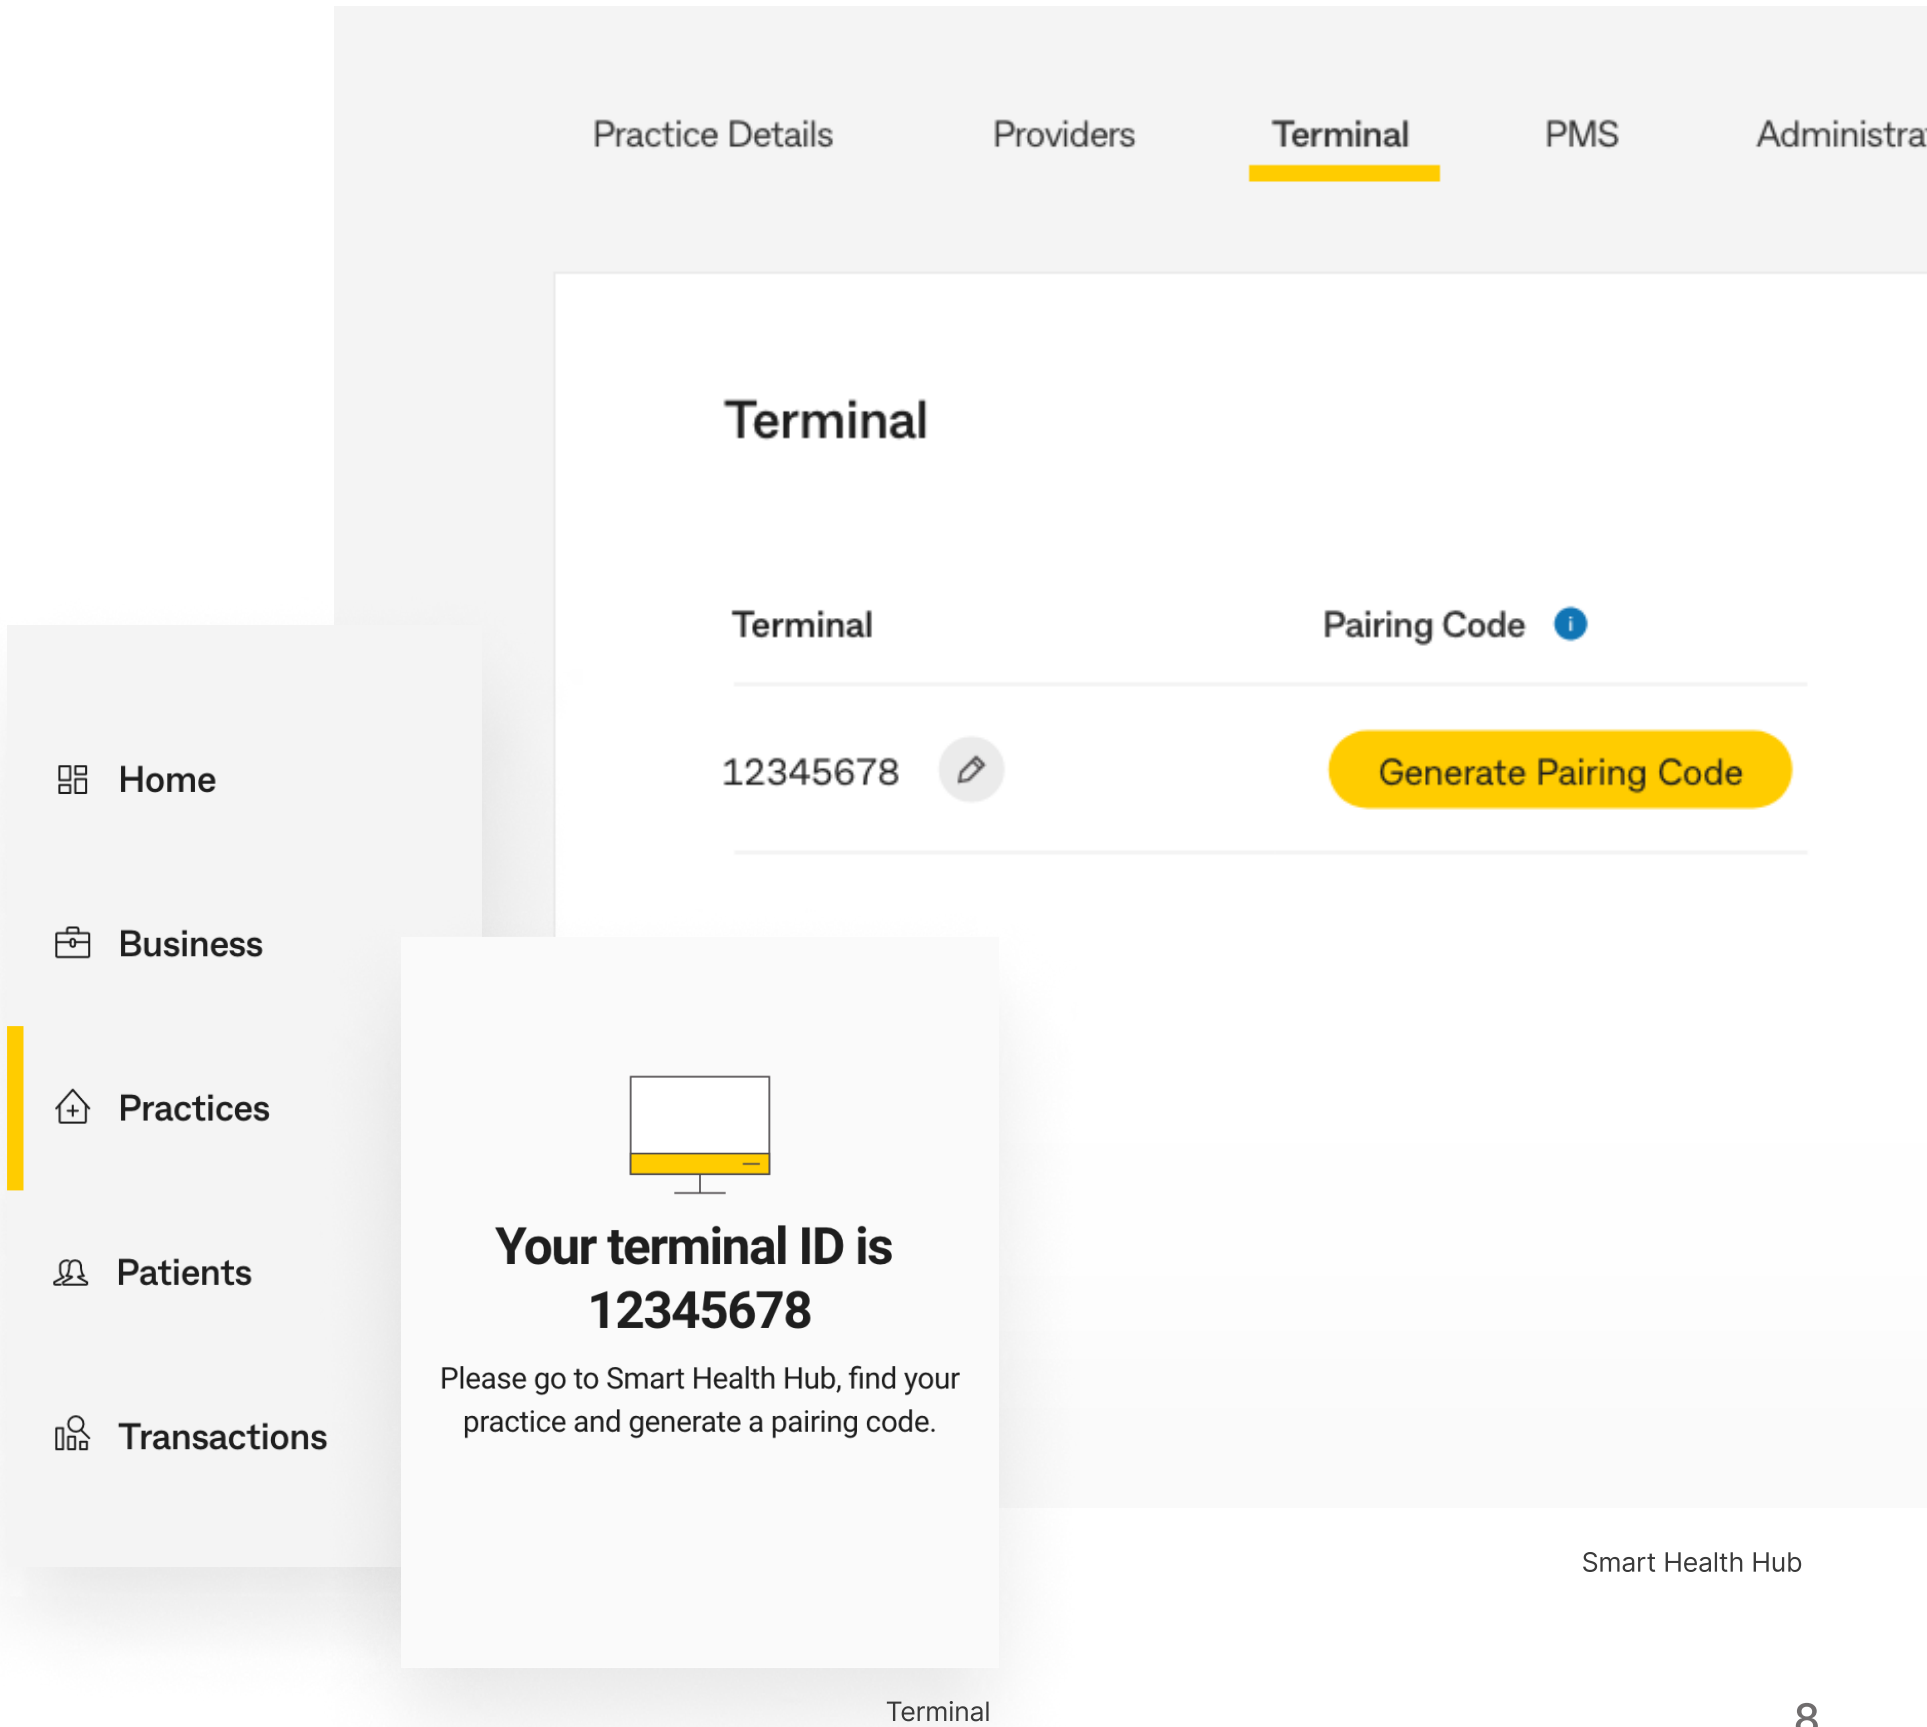 Practice Details
Providers
Terminal
PMS
Administra
Terminal
Terminal
Pairing Code
i
12345678
Generate Pairing Code
Home
Business
Practices
Patients
Transactions
Your terminal ID is
12345678
Please go to Smart Health Hub, find your
practice and generate a pairing code.
Smart Health Hub
Terminal
8